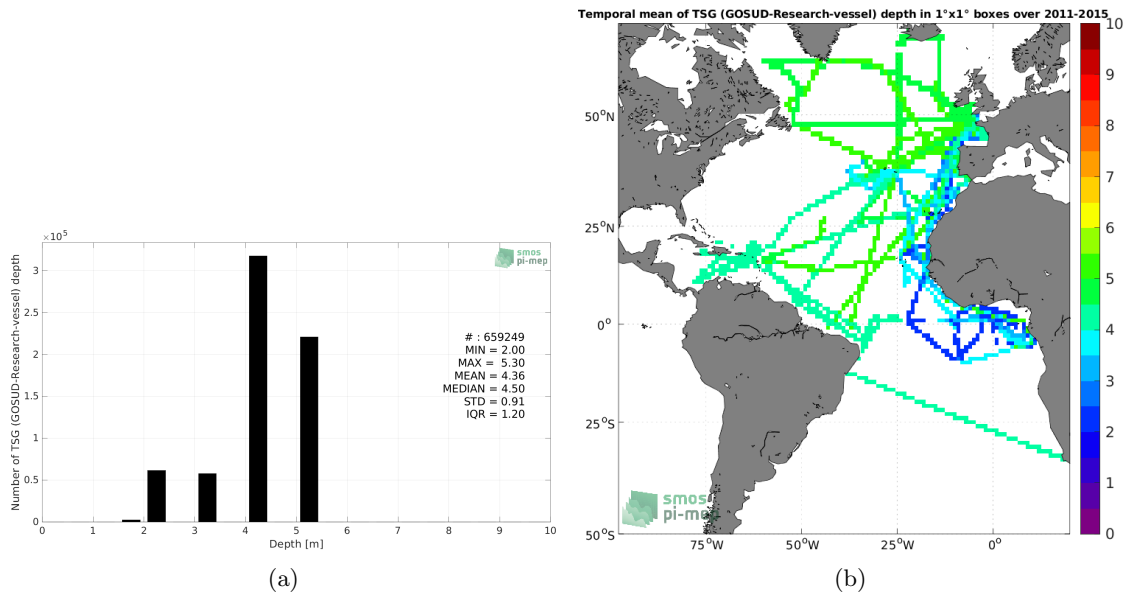 ×10⁵
Number of TSG (GOSUD-Research-vessel) depth
3
2.5
2
1.5
1
0.5
0
smos
pi-mep
# : 659249
MIN = 2.00
MAX = 5.30
MEAN = 4.36
MEDIAN = 4.50
STD = 0.91
IQR = 1.20
0 1 2 3 4 5 6 7 8 9 10
Depth [m]
(a)
Temporal mean of TSG (GOSUD-Research-vessel) depth in 1°x1° boxes over 2011-2015
50°N
25°N
0°
25°S
50°S
75°W 50°W 25°W 0°
smos
pi-mep
10
9
8
7
6
5
4
3
2
1
0
(b)